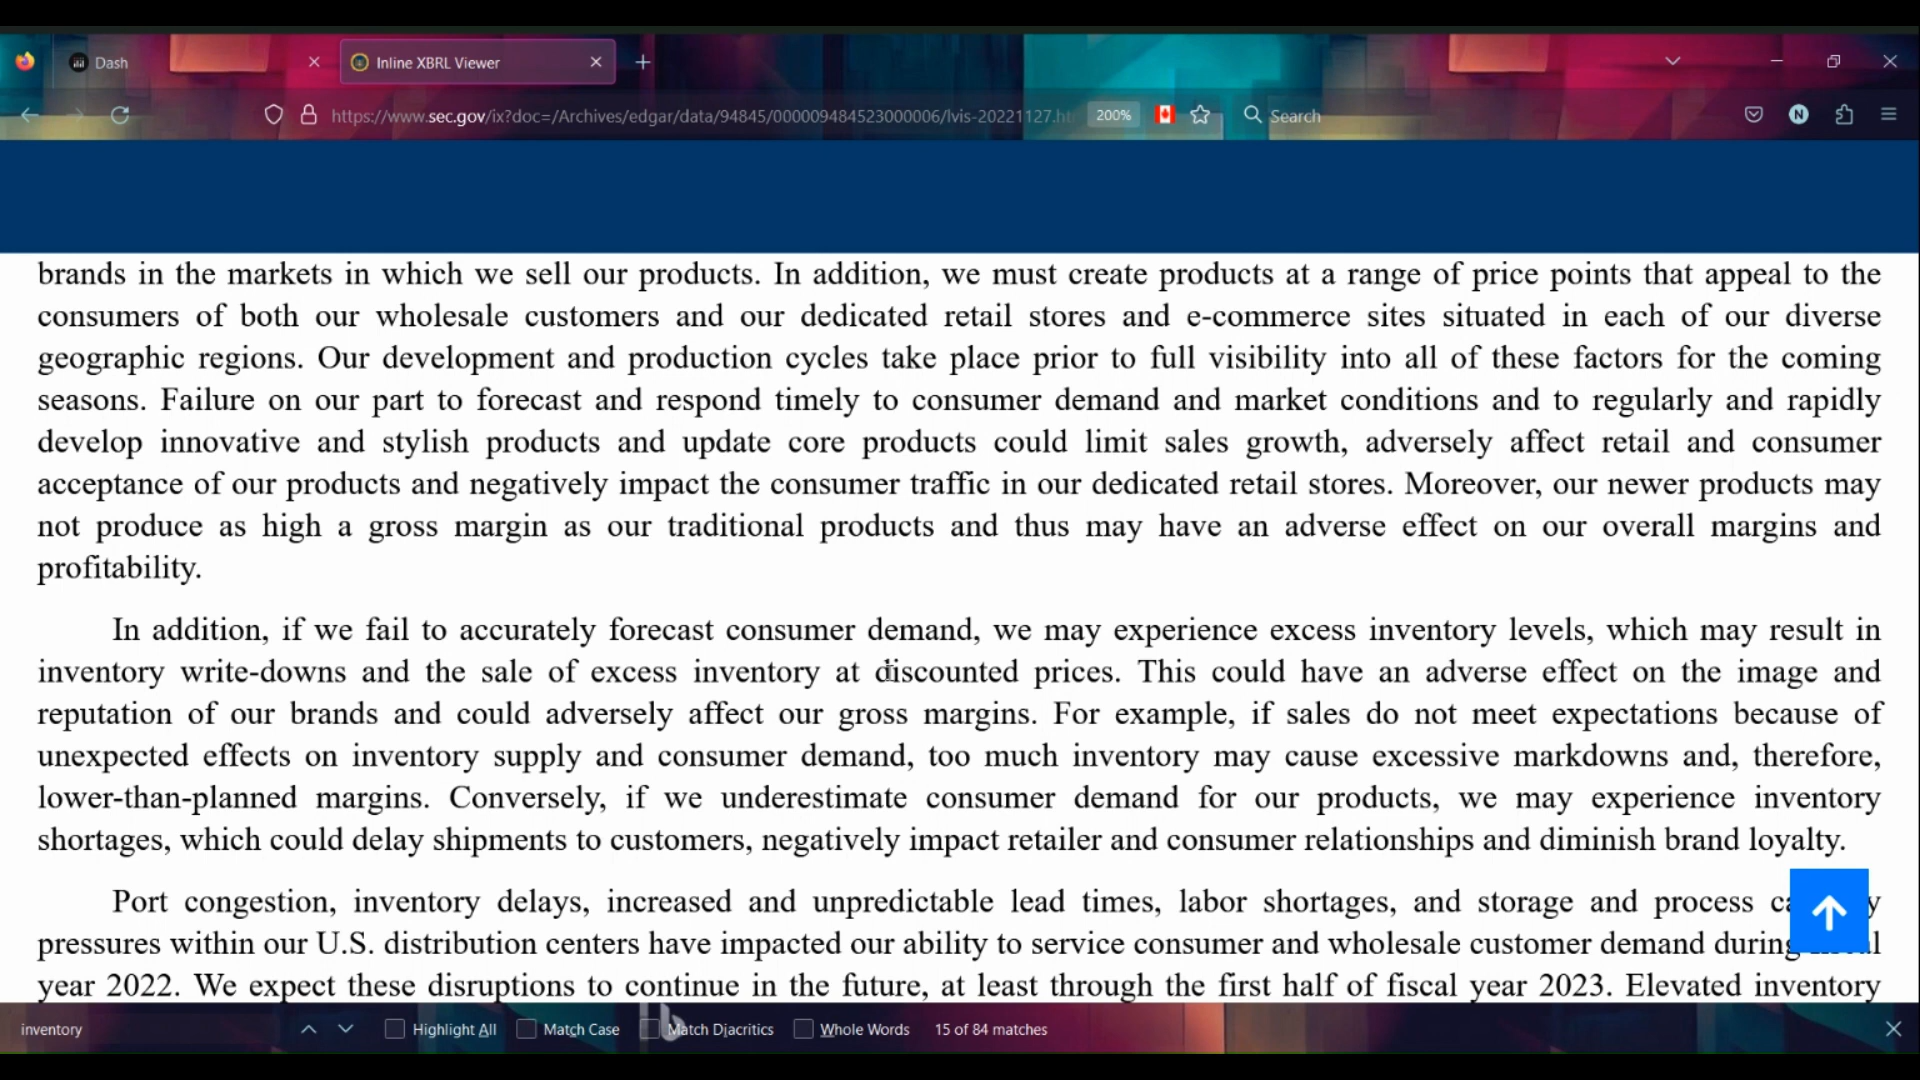 Dash
Inline XBRL Viewer
https://www.sec.gov/ix?doc=/Archives/edgar/data/94845/000009484523000006/lvis-20221127.ht
200%
Search
N
brands in the markets in which we sell our products. In addition, we must create products at a range of price points that appeal to the
consumers of both our wholesale customers and our dedicated retail stores and e-commerce sites situated in each of our diverse
geographic regions. Our development and production cycles take place prior to full visibility into all of these factors for the coming
seasons. Failure on our part to forecast and respond timely to consumer demand and market conditions and to regularly and rapidly
develop innovative and stylish products and update core products could limit sales growth, adversely affect retail and consumer
acceptance of our products and negatively impact the consumer traffic in our dedicated retail stores. Moreover, our newer products may
not produce as high a gross margin as our traditional products and thus may have an adverse effect on our overall margins and
profitability.
In addition, if we fail to accurately forecast consumer demand, we may experience excess inventory levels, which may result in
inventory write-downs and the sale of excess inventory at discounted prices. This could have an adverse effect on the image and
reputation of our brands and could adversely affect our gross margins. For example, if sales do not meet expectations because of
unexpected effects on inventory supply and consumer demand, too much inventory may cause excessive markdowns and, therefore,
lower-than-planned margins. Conversely, if we underestimate consumer demand for our products, we may experience inventory
shortages, which could delay shipments to customers, negatively impact retailer and consumer relationships and diminish brand loyalty.
Port congestion, inventory delays, increased and unpredictable lead times, labor shortages, and storage and process
pressures within our U.S. distribution centers have impacted our ability to service consumer and wholesale customer demand during
year 2022. We expect these disruptions to continue in the future, at least through the first half of fiscal year 2023. Elevated inventory
inventory
Highlight All
Match Case
Match Diacritics
Whole Words
15 of 84 matches